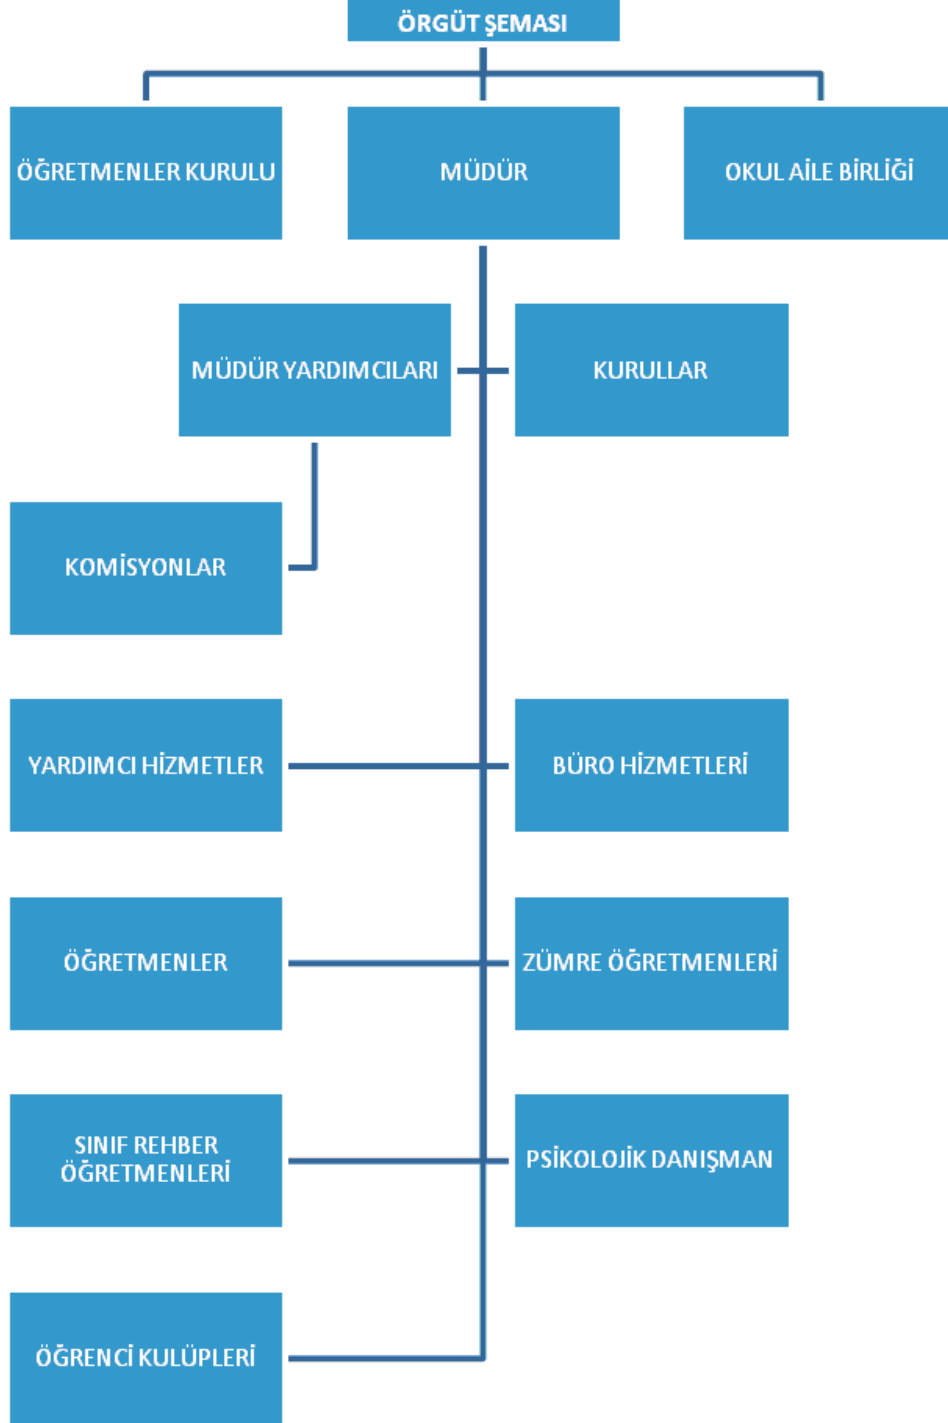 ÖRGÜT ŞEMASI
ÖĞRETMENLER KURULU
MÜDÜR
OKUL AİLE BİRLİĞİ
MÜDÜR YARDIMCILARI
KURULLAR
KOMİSYONLAR
YARDIMCI HİZMETLER
BÜRO HİZMETLERİ
ÖĞRETMENLER
ZÜMRE ÖĞRETMENLERİ
SINIF REHBER
ÖĞRETMENLERİ
PSİKOLOJİK DANIŞMAN
ÖĞRENCİ KULÜPLERİ